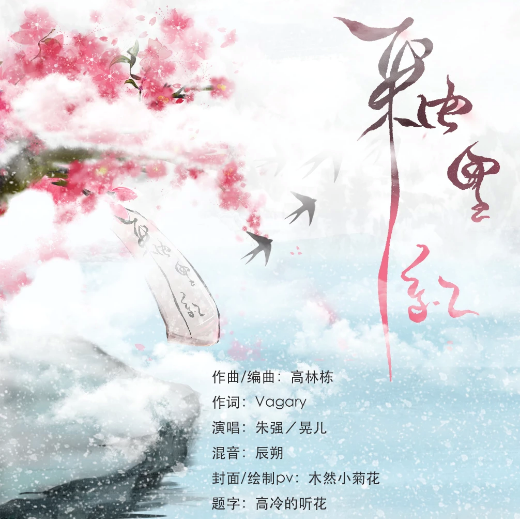 里红
作曲/编曲：高林栋
作词：Vagary
演唱：朱强／晃儿
混音：辰朔
封面/绘制pv：木然小菊花
题字：高冷的听花